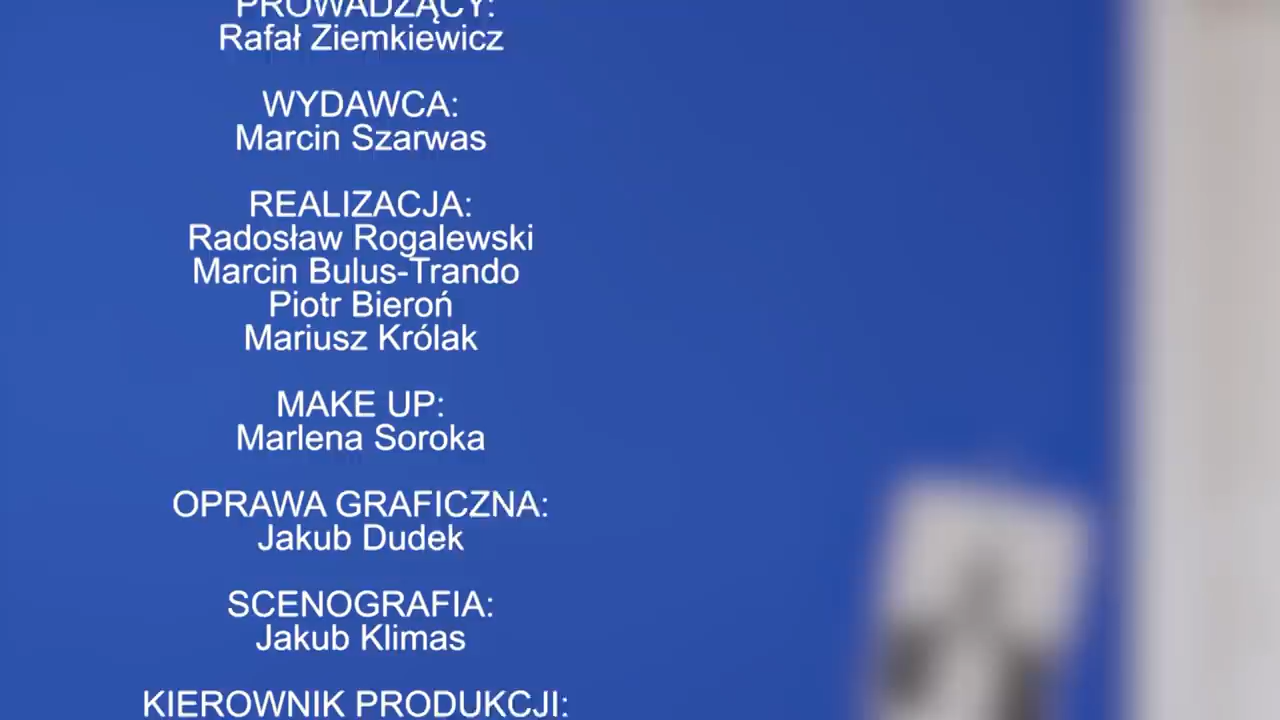 PROWADZĄCY:
Rafał Ziemkiewicz
WYDAWCA:
Marcin Szarwas
REALIZACJA:
Radosław Rogalewski
Marcin Bulus-Trando
Piotr Bieroń
Mariusz Królak
MAKE UP:
Marlena Soroka
OPRAWA GRAFICZNA:
Jakub Dudek
SCENOGRAFIA:
Jakub Klimas
KIEROWNIK PRODUKCJI: